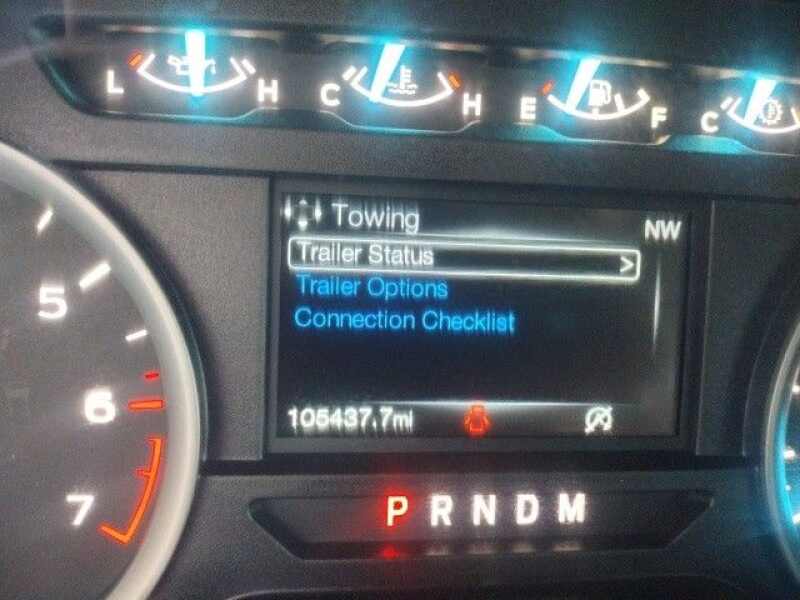 L H C H E F C
Towing
NW
Trailer Status >
Trailer Options
Connection Checklist
105437.7mi
5
6
7
P R N D M